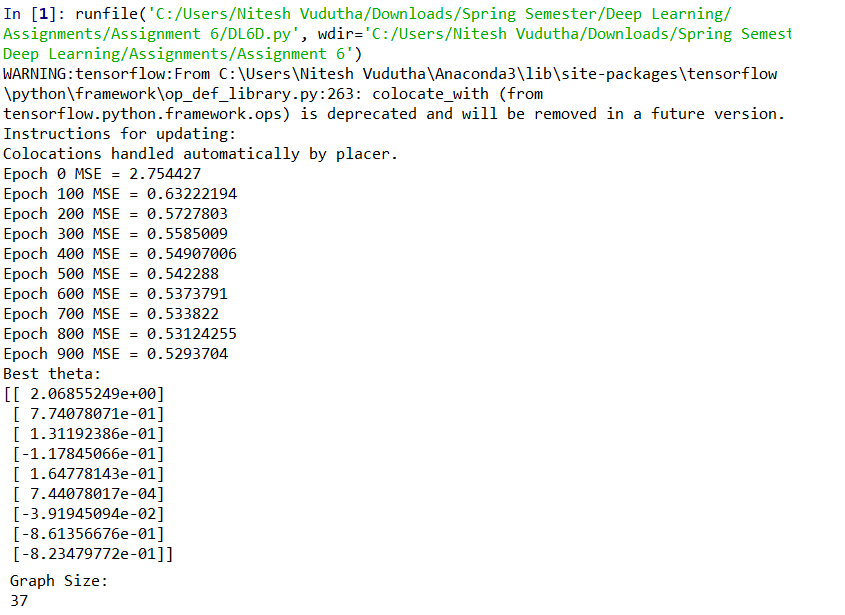 In [1]: runfile('C:/Users/Nitesh Vudutha/Downloads/Spring Semester/Deep Learning/
Assignments/Assignment 6/DL6D.py', wdir='C:/Users/Nitesh Vudutha/Downloads/Spring Semest
Deep Learning/Assignments/Assignment 6')
WARNING:tensorflow:From C:\Users\Nitesh Vudutha\Anaconda3\lib\site-packages\tensorflow
\python\framework\op_def_library.py:263: colocate_with (from
tensorflow.python.framework.ops) is deprecated and will be removed in a future version.
Instructions for updating:
Colocations handled automatically by placer.
Epoch 0 MSE = 2.754427
Epoch 100 MSE = 0.63222194
Epoch 200 MSE = 0.5727803
Epoch 300 MSE = 0.5585009
Epoch 400 MSE = 0.54907006
Epoch 500 MSE = 0.542288
Epoch 600 MSE = 0.5373791
Epoch 700 MSE = 0.533822
Epoch 800 MSE = 0.53124255
Epoch 900 MSE = 0.5293704
Best theta:
[[ 2.06855249e+00]
[ 7.74078071e-01]
[ 1.31192386e-01]
[-1.17845066e-01]
[ 1.64778143e-01]
[ 7.44078017e-04]
[-3.91945094e-02]
[-8.61356676e-01]
[-8.23479772e-01]]
Graph Size:
37